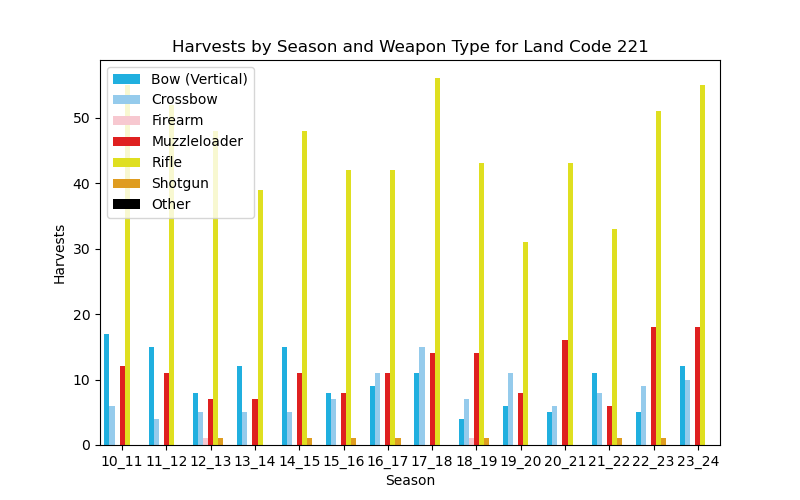 Harvests by Season and Weapon Type for Land Code 221
Bow (Vertical)
Crossbow
Firearm
Muzzleloader
Rifle
Shotgun
Other
50
40
30
20
10
0
Harvests
10_11 11_12 12_13 13_14 14_15 15_16 16_17 17_18 18_19 19_20 20_21 21_22 22_23 23_24
Season